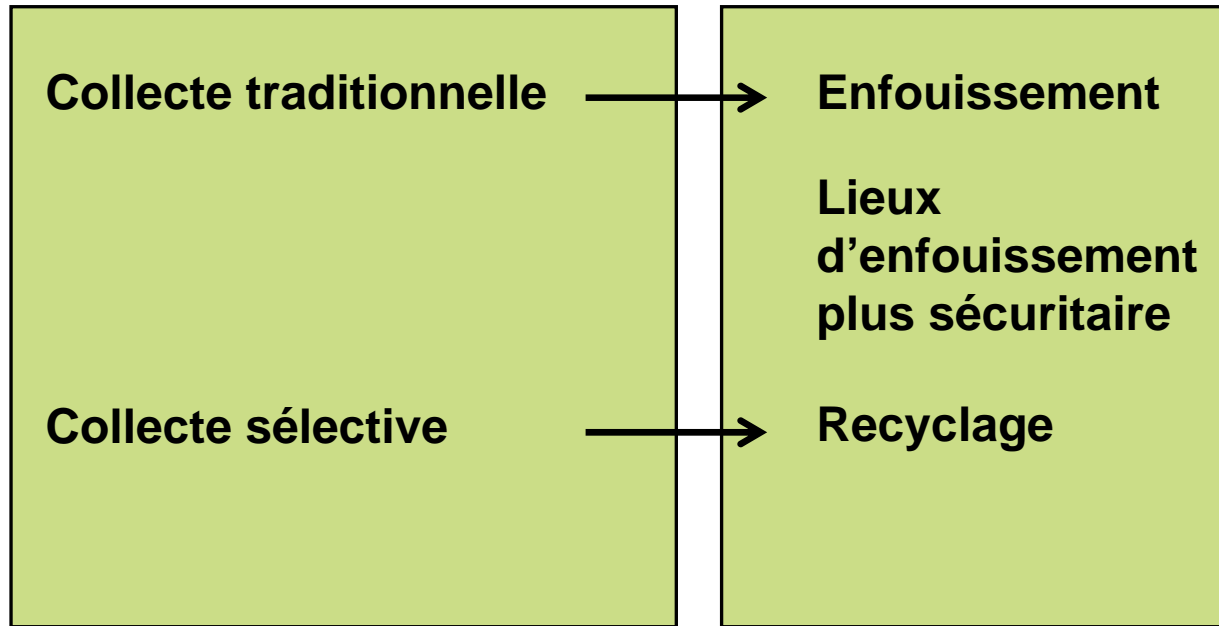 Collecte traditionnelle
Enfouissement
Lieux
d’enfouissement
plus sécuritaire
Collecte sélective
Recyclage